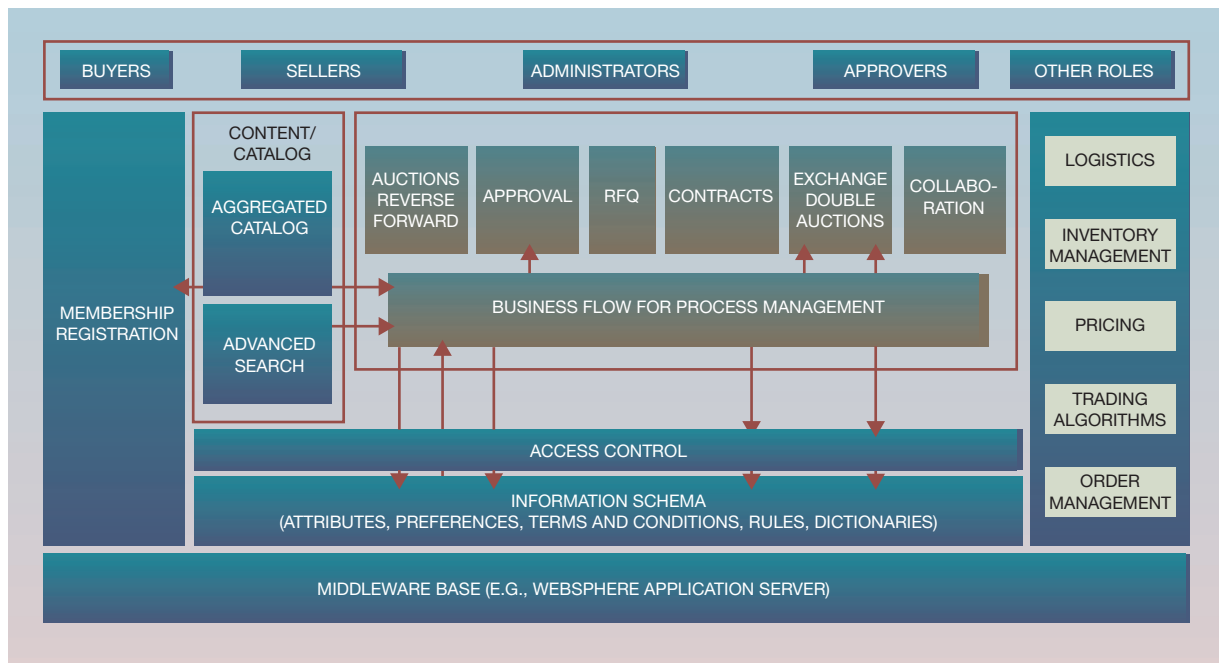 BUYERS
SELLERS
ADMINISTRATORS
APPROVERS
OTHER ROLES
MEMBERSHIP
REGISTRATION
CONTENT/
CATALOG
AGGREGATED
CATALOG
ADVANCED
SEARCH
AUCTIONS
REVERSE
FORWARD
APPROVAL
RFQ
CONTRACTS
EXCHANGE
DOUBLE
AUCTIONS
COLLABO-
RATION
BUSINESS FLOW FOR PROCESS MANAGEMENT
ACCESS CONTROL
INFORMATION SCHEMA
(ATTRIBUTES, PREFERENCES, TERMS AND CONDITIONS, RULES, DICTIONARIES)
LOGISTICS
INVENTORY
MANAGEMENT
PRICING
TRADING
ALGORITHMS
ORDER
MANAGEMENT
MIDDLEWARE BASE (E.G., WEBSPHERE APPLICATION SERVER)